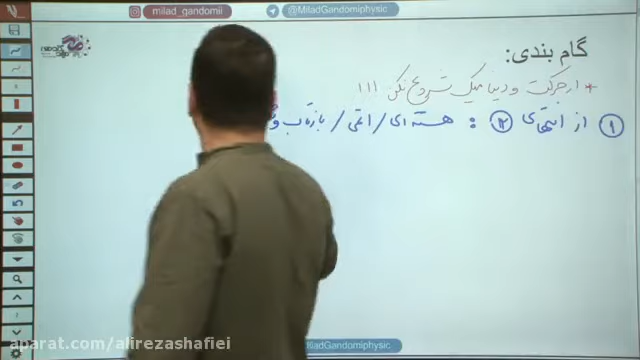 milad_gandomii @MiladGandomiphysic
گام بندی:
* از حرکت و دینامیک شروع نکن !!!
① از انتهای ⑫ : هسته ای / اتمی / بازتاب و
MiladGandomiphysic
aparat.com/alirezashafiei